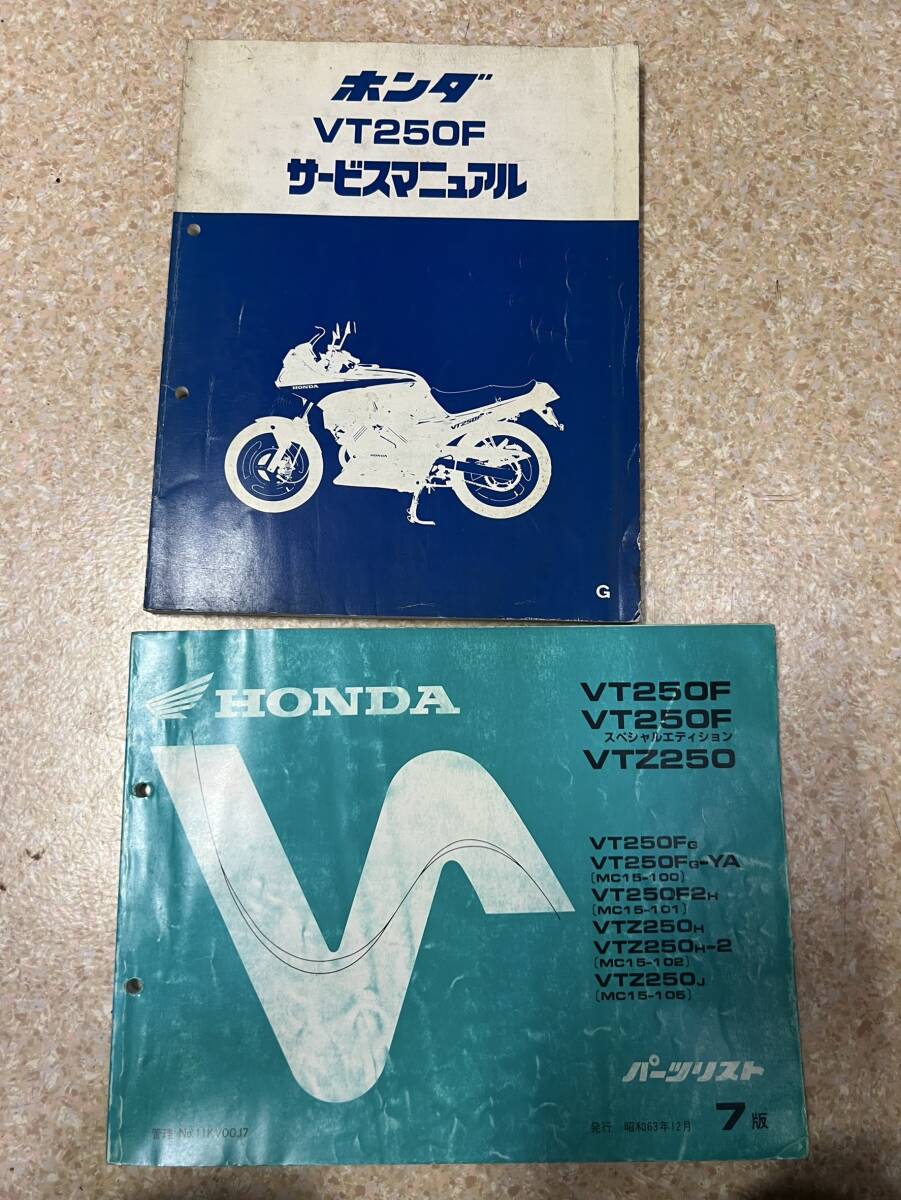 ホンダ
VT250F
サービスマニュアル
HONDA
VT250F
HONDA
G
HONDA
VT250F
VT250F
スペシャルエディション
VTZ250
VT250FG
VT250FG-YA
(MC15-100)
VT250F2H
(MC15-101)
VTZ250H
VTZ250H-2
(MC15-102)
VTZ250J
(MC15-105)
パーツリスト
管理 No.11KV00J7
発行 昭和63年12月 7版